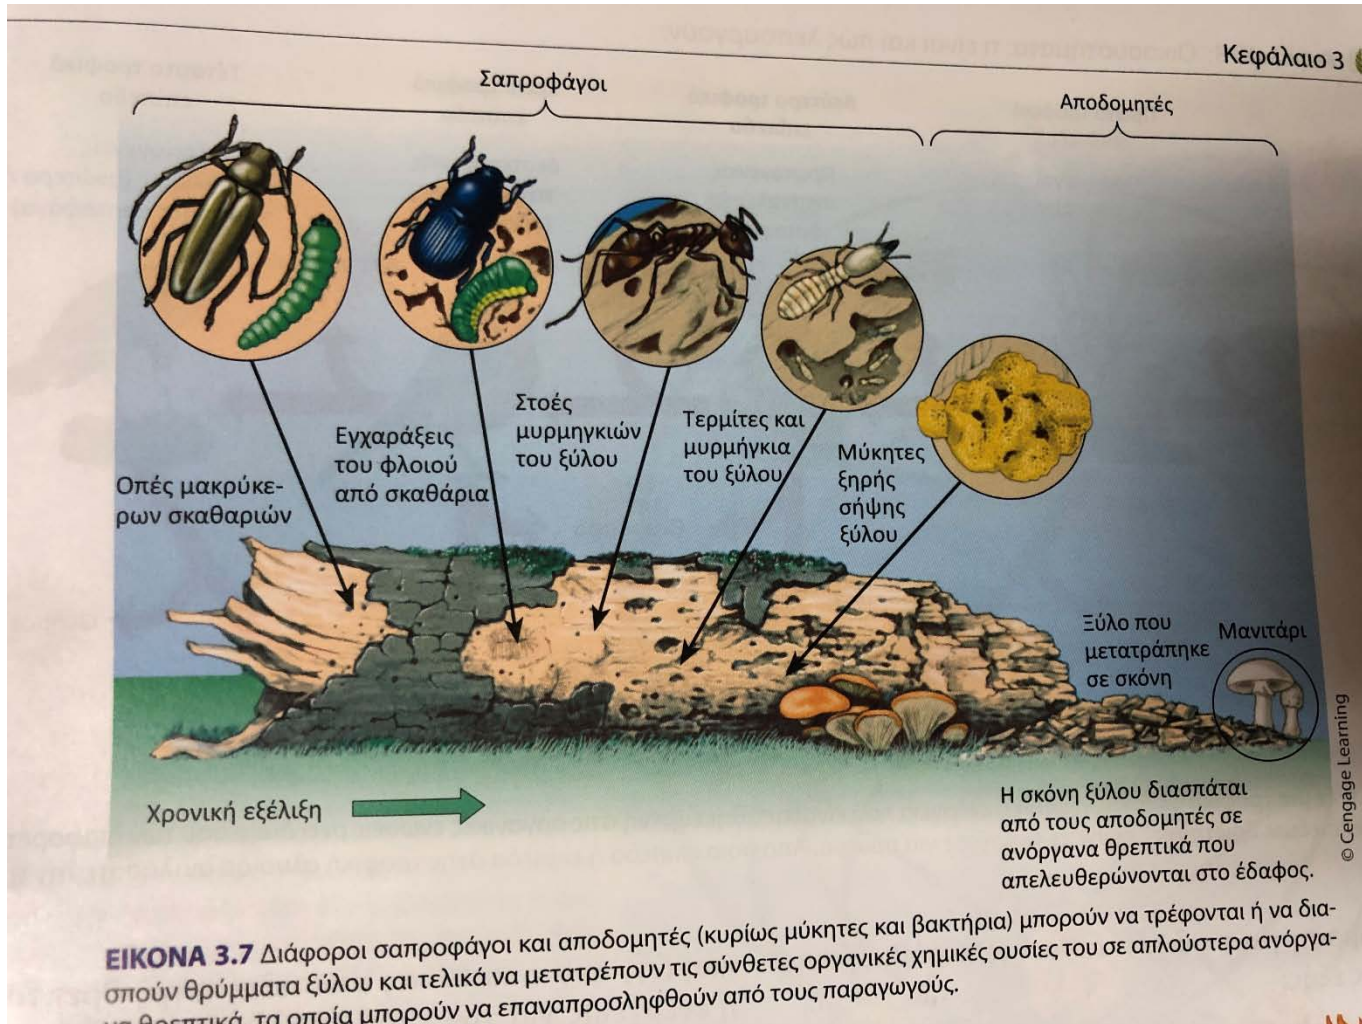 Κεφάλαιο 3
Σαπροφάγοι
Αποδομητές
Οπές μακρύκε-
ρων σκαθαριών
Εγχαράξεις
του φλοιού
από σκαθάρια
Στοές
μυρμηγκιών
του ξύλου
Τερμίτες και
μυρμήγκια
του ξύλου
Μύκητες
ξηρής
σήψης
ξύλου
Ξύλο που
μετατράπηκε
σε σκόνη
Μανιτάρι
Χρονική εξέλιξη
Η σκόνη ξύλου διασπάται
από τους αποδομητές σε
ανόργανα θρεπτικά που
απελευθερώνονται στο έδαφος.
© Cengage Learning
ΕΙΚΟΝΑ 3.7 Διάφοροι σαπροφάγοι και αποδομητές (κυρίως μύκητες και βακτήρια) μπορούν να τρέφονται ή να δια-
σπούν θρύμματα ξύλου και τελικά να μετατρέπουν τις σύνθετες οργανικές χημικές ουσίες του σε απλούστερα ανόργα-
να θρεπτικά, τα οποία μπορούν να επαναπροσληφθούν από τους παραγωγούς.